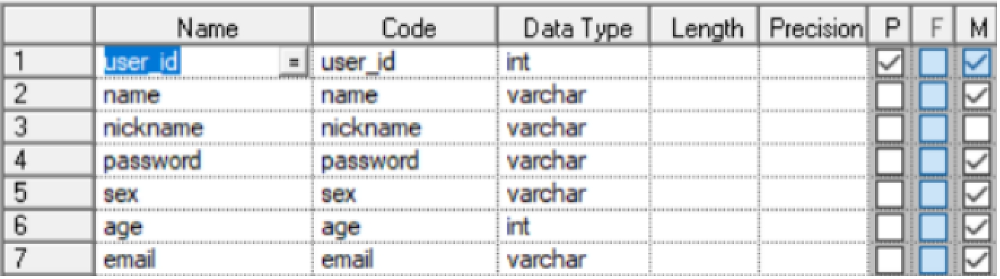 Name Code Data Type Length Precision P F M
1 user_id = user_id int
2 name name varchar
3 nickname nickname varchar
4 password password varchar
5 sex sex varchar
6 age age int
7 email email varchar